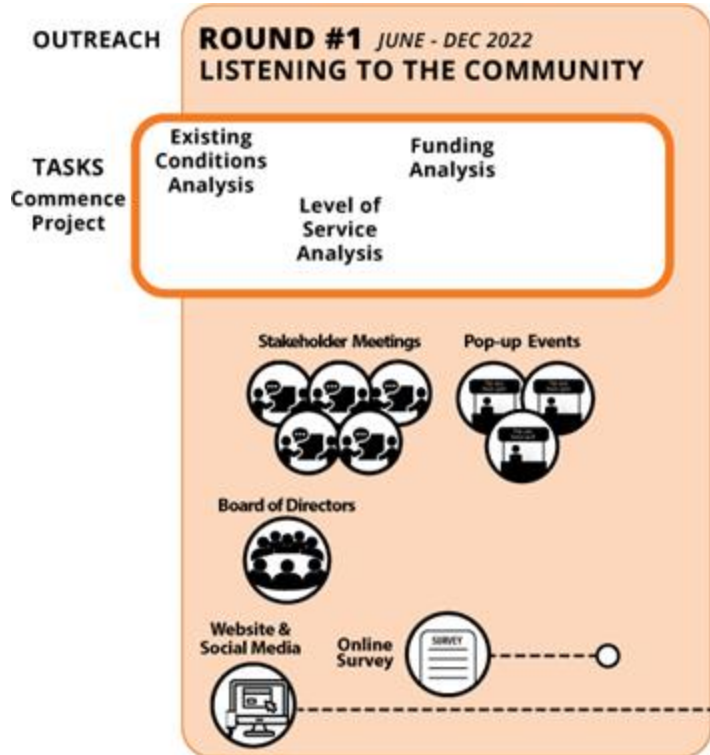 OUTREACH
ROUND #1 JUNE - DEC 2022
LISTENING TO THE COMMUNITY
TASKS
Commence
Project
Existing
Conditions
Analysis
Level of
Service
Analysis
Funding
Analysis
Stakeholder Meetings
Pop-up Events
Board of Directors
Website &
Social Media
Online
Survey
SURVEY